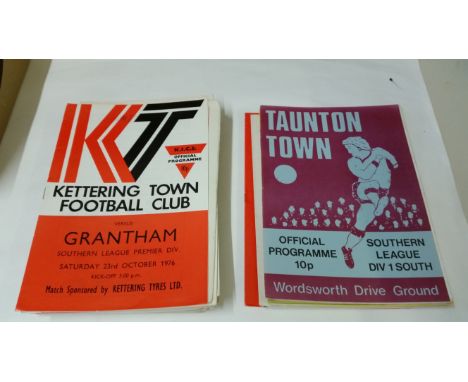 KT
N.I.C.S.
OFFICIAL
PROGRAMME
KETTERING TOWN
FOOTBALL CLUB
VERSUS
GRANTHAM
SOUTHERN LEAGUE PREMIER DIV.
SATURDAY 23rd OCTOBER 1976
KICK-OFF 3.00 p.m.
Match Sponsored by KETTERING TYRES LTD.
TAUNTON
TOWN
OFFICIAL
PROGRAMME
10p
SOUTHERN
LEAGUE
DIV 1 SOUTH
Wordsworth Drive Ground